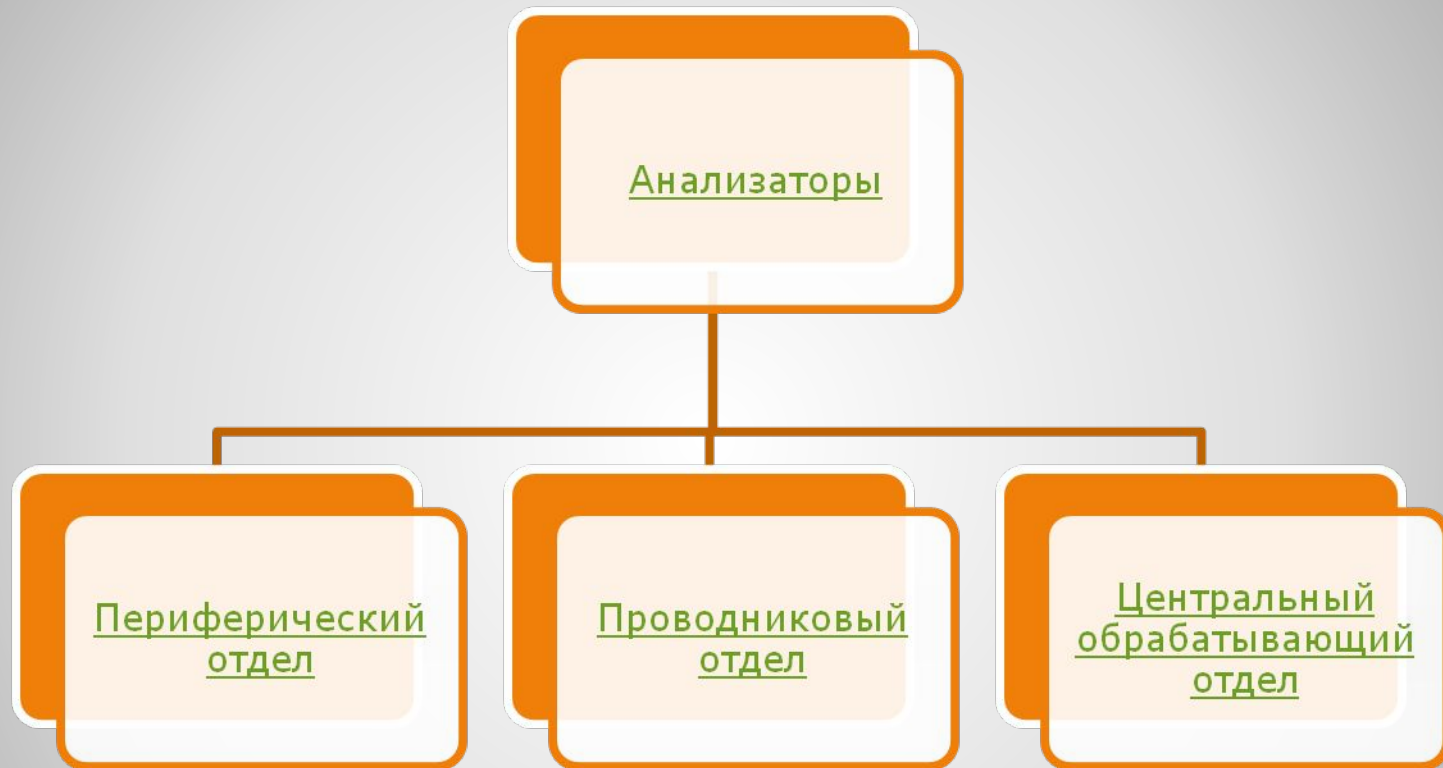 Анализаторы
Периферический
отдел
Проводниковый
отдел
Центральный
обрабатывающий
отдел